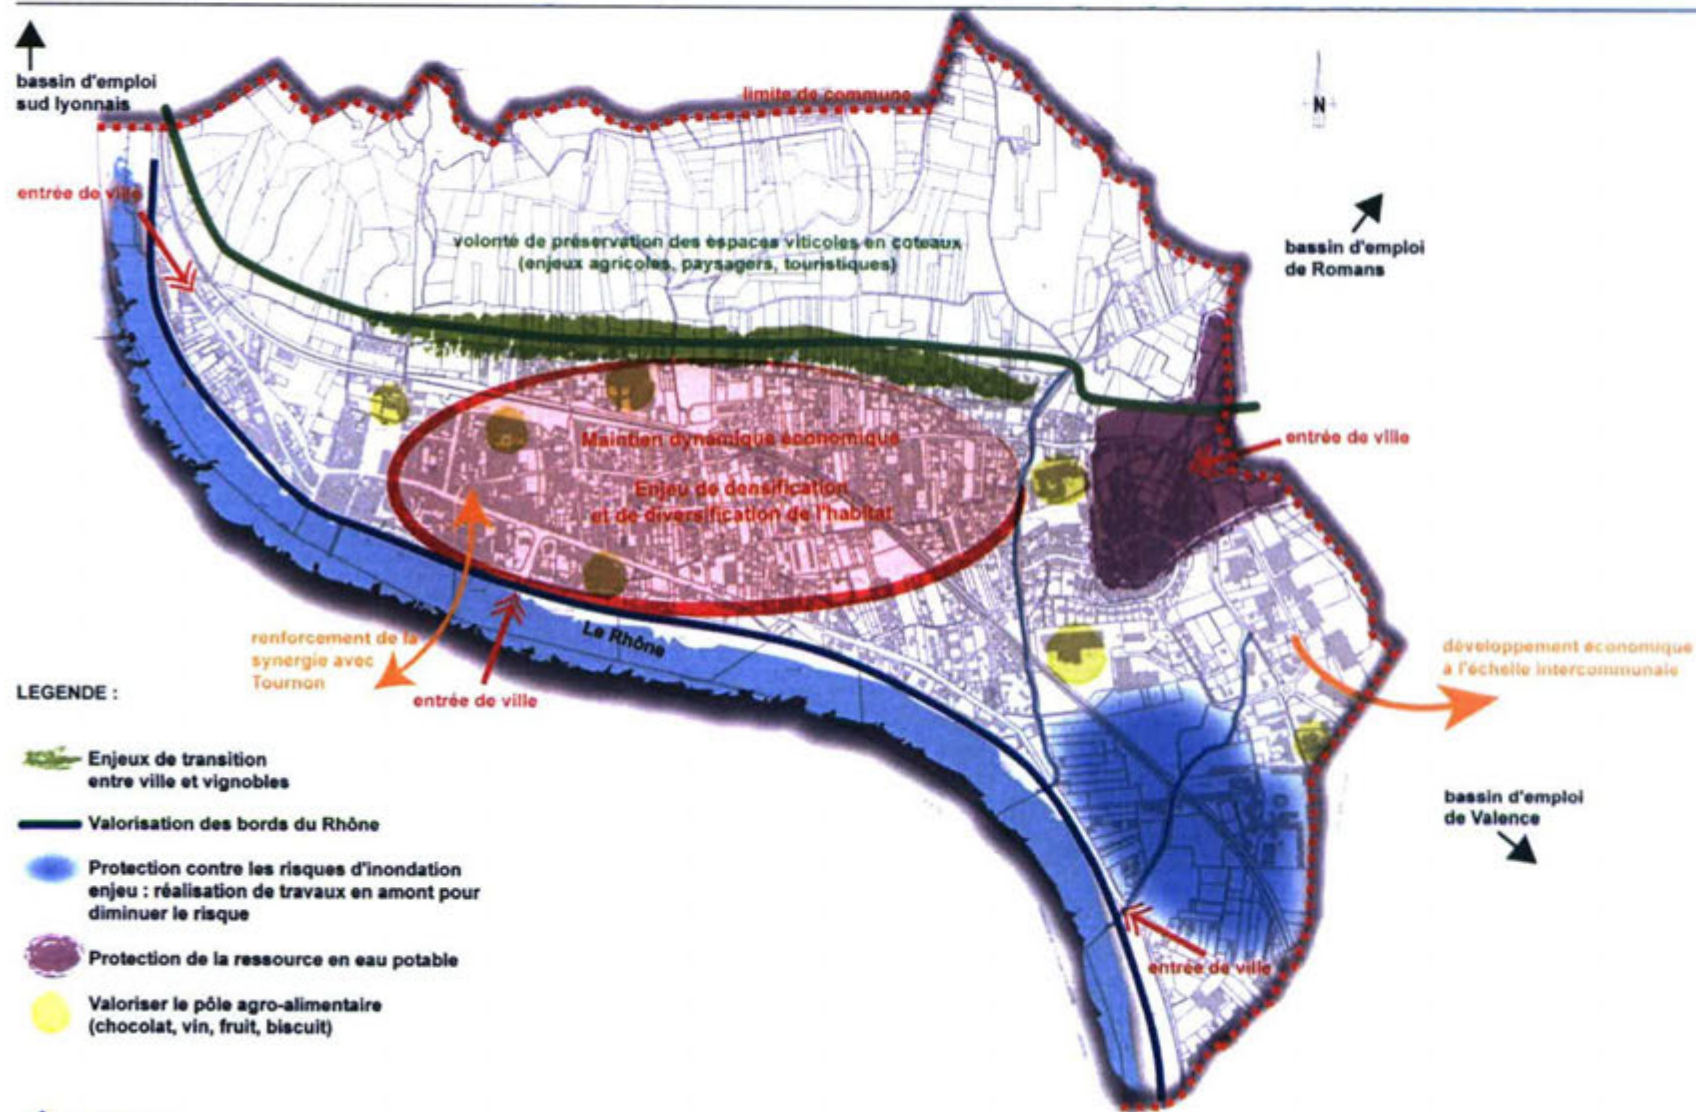 bassin d'emploi
sud lyonnais
limite de commune
N
entrée de ville
volonté de préservation des espaces viticoles en coteaux
(enjeux agricoles, paysagers, touristiques)
bassin d'emploi
de Romans
entrée de ville
Maintien dynamique économique
Enjeu de densification
et de diversification de l'habitat
Le Rhône
renforcement de la
synergie avec
Tournon
entrée de ville
développement économique
à l'échelle intercommunale
bassin d'emploi
de Valence
entrée de ville
LEGENDE :
Enjeux de transition
entre ville et vignobles
Valorisation des bords du Rhône
Protection contre les risques d'inondation
enjeu : réalisation de travaux en amont pour
diminuer le risque
Protection de la ressource en eau potable
Valoriser le pôle agro-alimentaire
(chocolat, vin, fruit, biscuit)